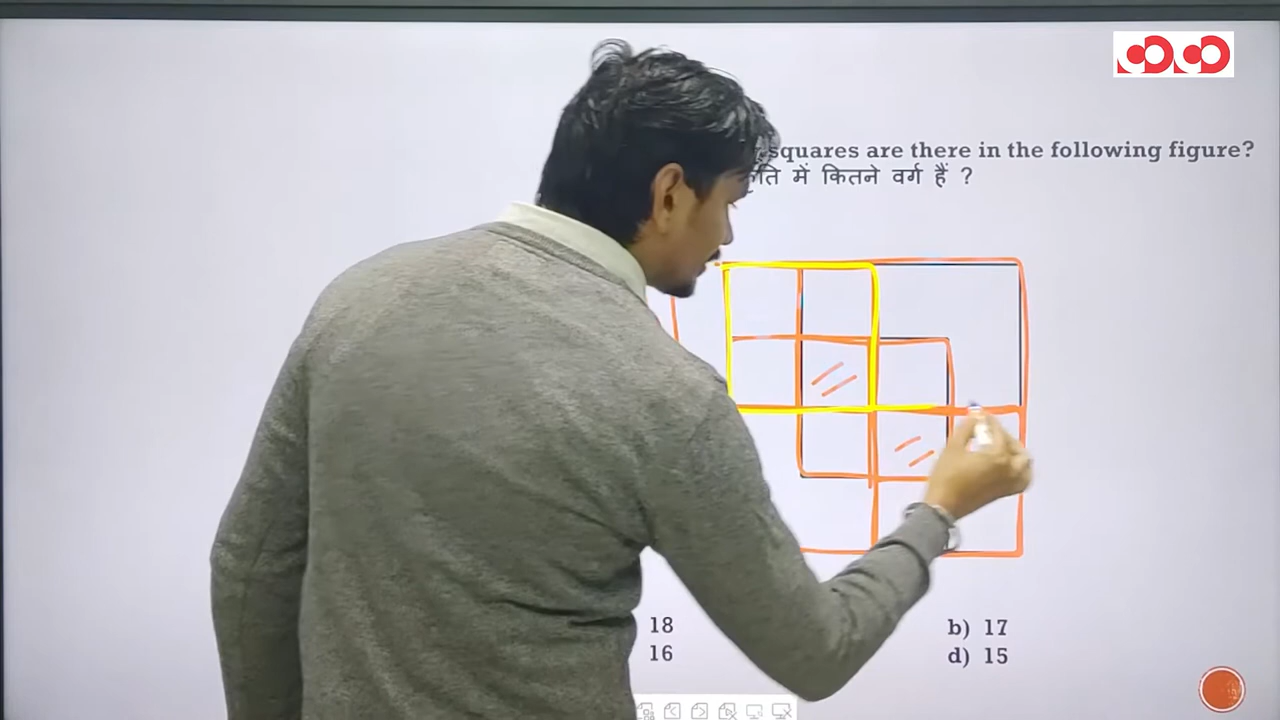 squares are there in the following figure?
में कितने वर्ग हैं ?
18
b) 17
16
d) 15